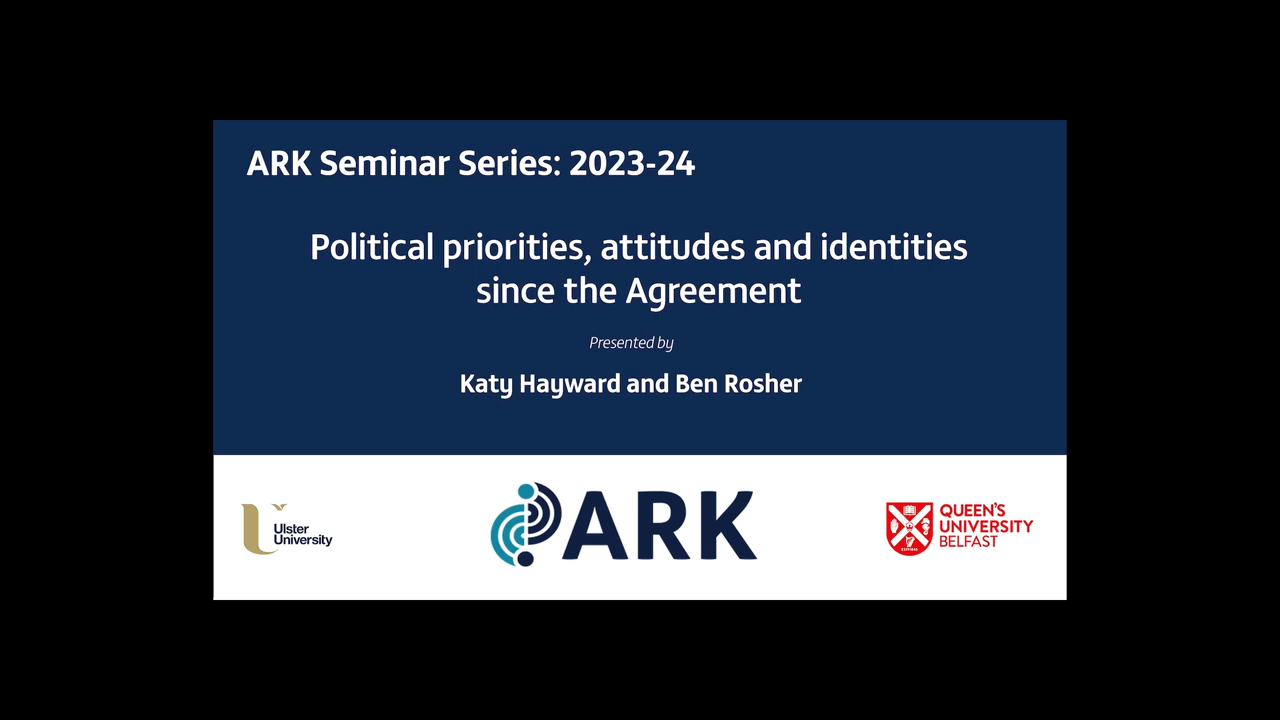 ARK Seminar Series: 2023-24
Political priorities, attitudes and identities
since the Agreement
Presented by
Katy Hayward and Ben Rosher
Ulster
University
ARK
QUEEN'S
UNIVERSITY
BELFAST